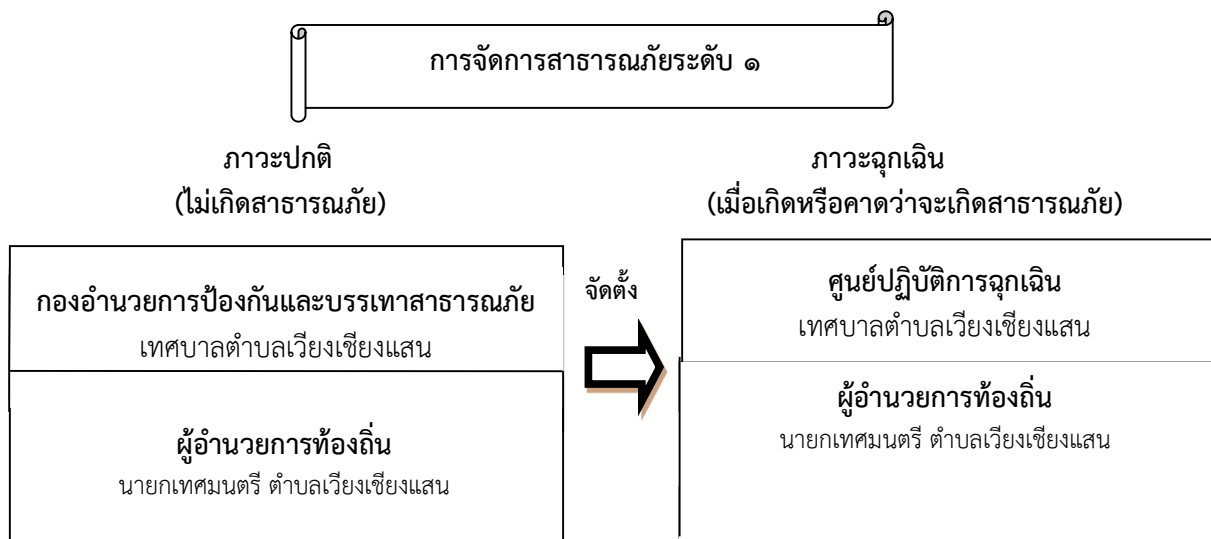 การจัดการสาธารณภัยระดับ ๑
ภาวะปกติ
(ไม่เกิดสาธารณภัย)
ภาวะฉุกเฉิน
(เมื่อเกิดหรือคาดว่าจะเกิดสาธารณภัย)
กองอำนวยการป้องกันและบรรเทาสาธารณภัย
เทศบาลตำบลเวียงเชียงแสน
ผู้อำนวยการท้องถิ่น
นายกเทศมนตรี ตำบลเวียงเชียงแสน
จัดตั้ง
ศูนย์ปฏิบัติการฉุกเฉิน
เทศบาลตำบลเวียงเชียงแสน
ผู้อำนวยการท้องถิ่น
นายกเทศมนตรี ตำบลเวียงเชียงแสน